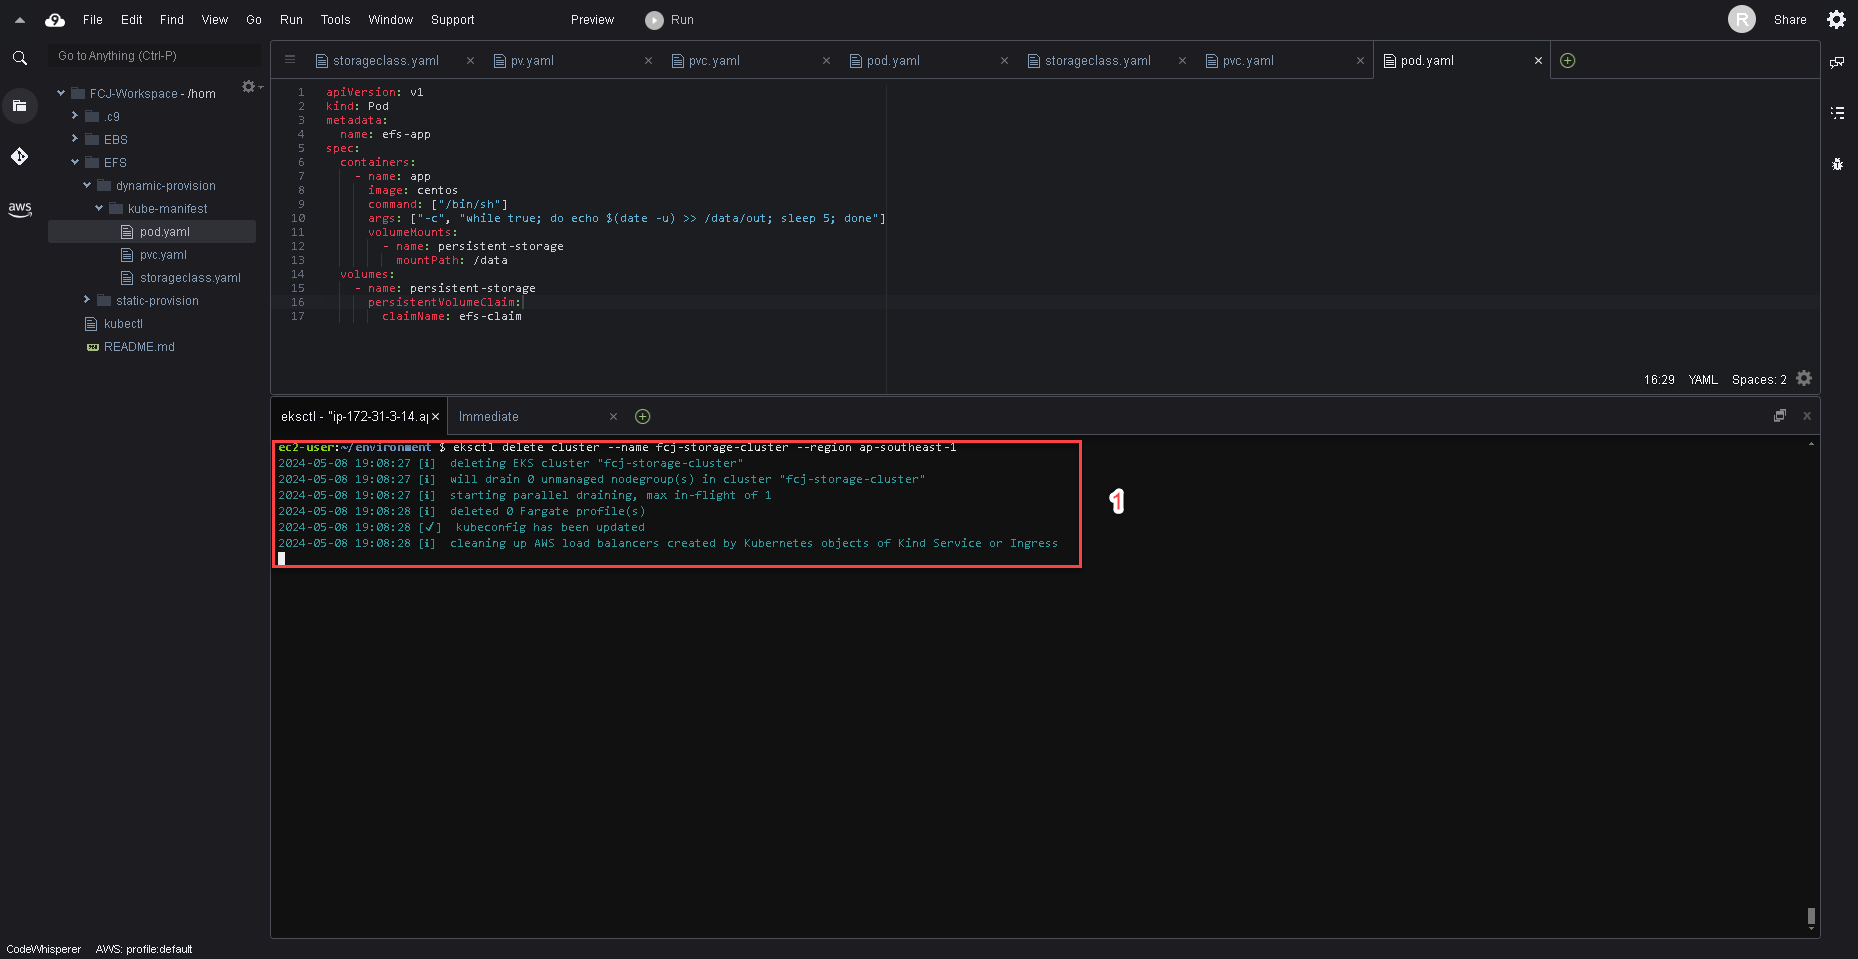 File Edit Find View Go Run Tools Window Support Preview Run R Share
Go to Anything (Ctrl-P)
FCJ-Workspace - /hom
.c9
EBS
EFS
dynamic-provision
kube-manifest
pod.yaml
pvc.yaml
storageclass.yaml
static-provision
kubectl
README.md
aws
storageclass.yaml pv.yaml pvc.yaml pod.yaml storageclass.yaml pvc.yaml pod.yaml
1 apiVersion: v1
2 kind: Pod
3 metadata:
4 name: efs-app
5 spec:
6 containers:
7 - name: app
8 image: centos
9 command: ["/bin/sh"]
10 args: ["-c", "while true; do echo $(date -u) >> /data/out; sleep 5; done"]
11 volumeMounts:
12 - name: persistent-storage
13 mountPath: /data
14 volumes:
15 - name: persistent-storage
16 persistentVolumeClaim:
17 claimName: efs-claim
16:29 YAML Spaces: 2
eksctl - "ip-172-31-3-14.ap Immediate
ec2-user:~/environment $ eksctl delete cluster --name fcj-storage-cluster --region ap-southeast-1
2024-05-08 19:08:27 [ℹ] deleting EKS cluster "fcj-storage-cluster"
2024-05-08 19:08:27 [ℹ] will drain 0 unmanaged nodegroup(s) in cluster "fcj-storage-cluster"
2024-05-08 19:08:27 [ℹ] starting parallel draining, max in-flight of 1
2024-05-08 19:08:28 [ℹ] deleted 0 Fargate profile(s)
2024-05-08 19:08:28 [✓] kubeconfig has been updated
2024-05-08 19:08:28 [ℹ] cleaning up AWS load balancers created by Kubernetes objects of Kind Service or Ingress
1
CodeWhisperer AWS: profile:default